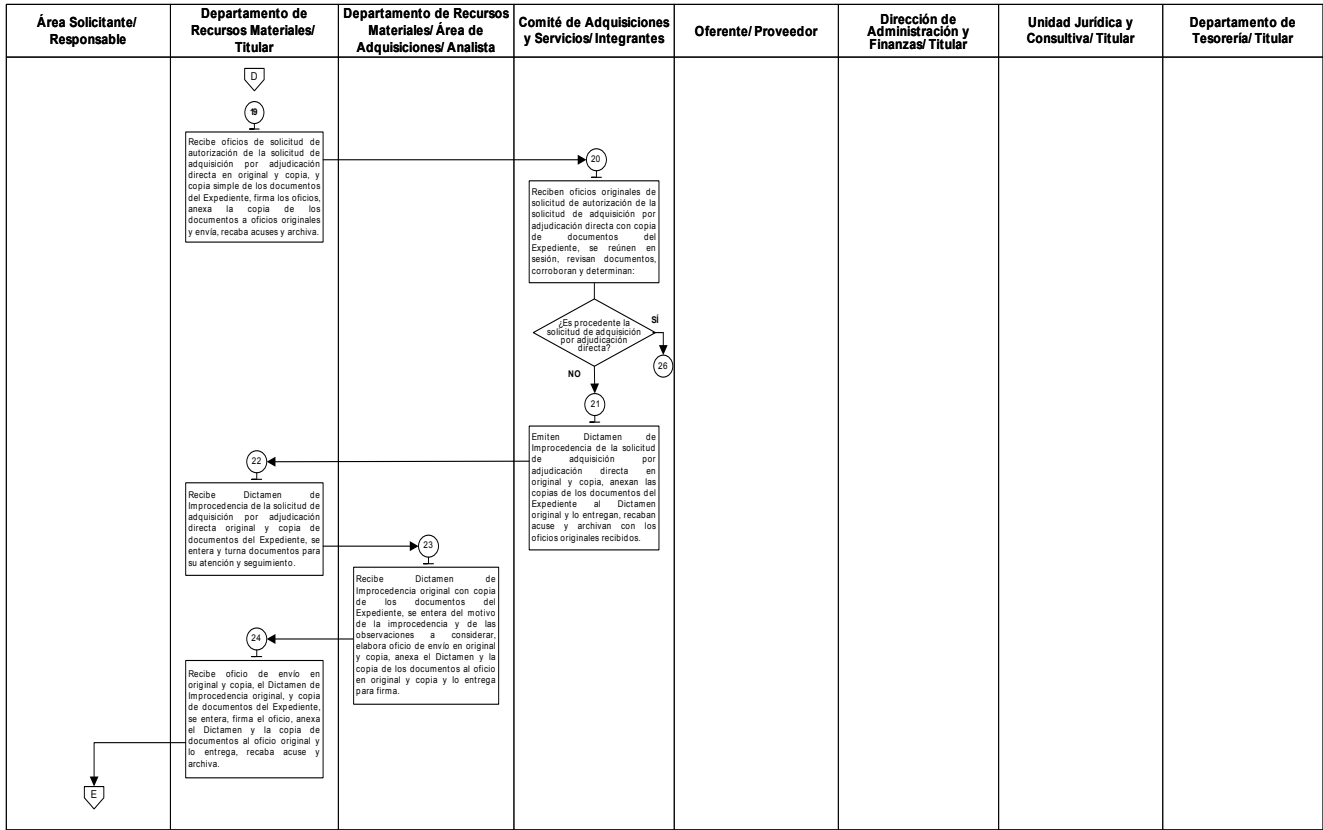 Área Solicitante/
Responsable
Departamento de
Recursos Materiales/
Titular
Departamento de Recursos
Materiales/ Área de
Adquisiciones/ Analista
Comité de Adquisiciones
y Servicios/ Integrantes
Oferente/ Proveedor
Dirección de
Administración y
Finanzas/ Titular
Unidad Jurídica y
Consultiva/ Titular
Departamento de
Tesorería/ Titular
D
19
Recibe oficios de solicitud de
autorización de la solicitud de
adquisición por adjudicación
directa en original y copia, y
copia simple de los documentos
del Expediente, firma los oficios,
anexa la copia de los
documentos a oficios originales
y envía, recaba acuses y archiva.
20
Reciben oficios originales de
solicitud de autorización de la
solicitud de adquisición por
adjudicación directa con copia
de documentos del
Expediente, se reúnen en
sesión, revisan documentos,
corroboran y determinan:
¿Es procedente la
solicitud de adquisición
por adjudicación
directa?
SÍ
26
NO
21
Emiten Dictamen de
Improcedencia de la solicitud
de adquisición por
adjudicación directa en
original y copia, anexan las
copias de los documentos del
Expediente al Dictamen
original y lo entregan, recaban
acuse y archivan con los
oficios originales recibidos.
22
Recibe Dictamen de
Improcedencia de la solicitud de
adquisición por adjudicación
directa original y copia de
documentos del Expediente, se
entera y turna documentos para
su atención y seguimiento.
23
Recibe Dictamen de
Improcedencia original con copia
de los documentos del
Expediente, se entera del motivo
de la improcedencia y de las
observaciones a considerar,
elabora oficio de envío en original
y copia, anexa el Dictamen y la
copia de los documentos al oficio
en original y copia y lo entrega
para firma.
24
Recibe oficio de envío en
original y copia, el Dictamen de
Improcedencia original, y copia
de documentos del Expediente,
se entera, firma el oficio, anexa
el Dictamen y la copia de
documentos al oficio original y
lo entrega, recaba acuse y
archiva.
E